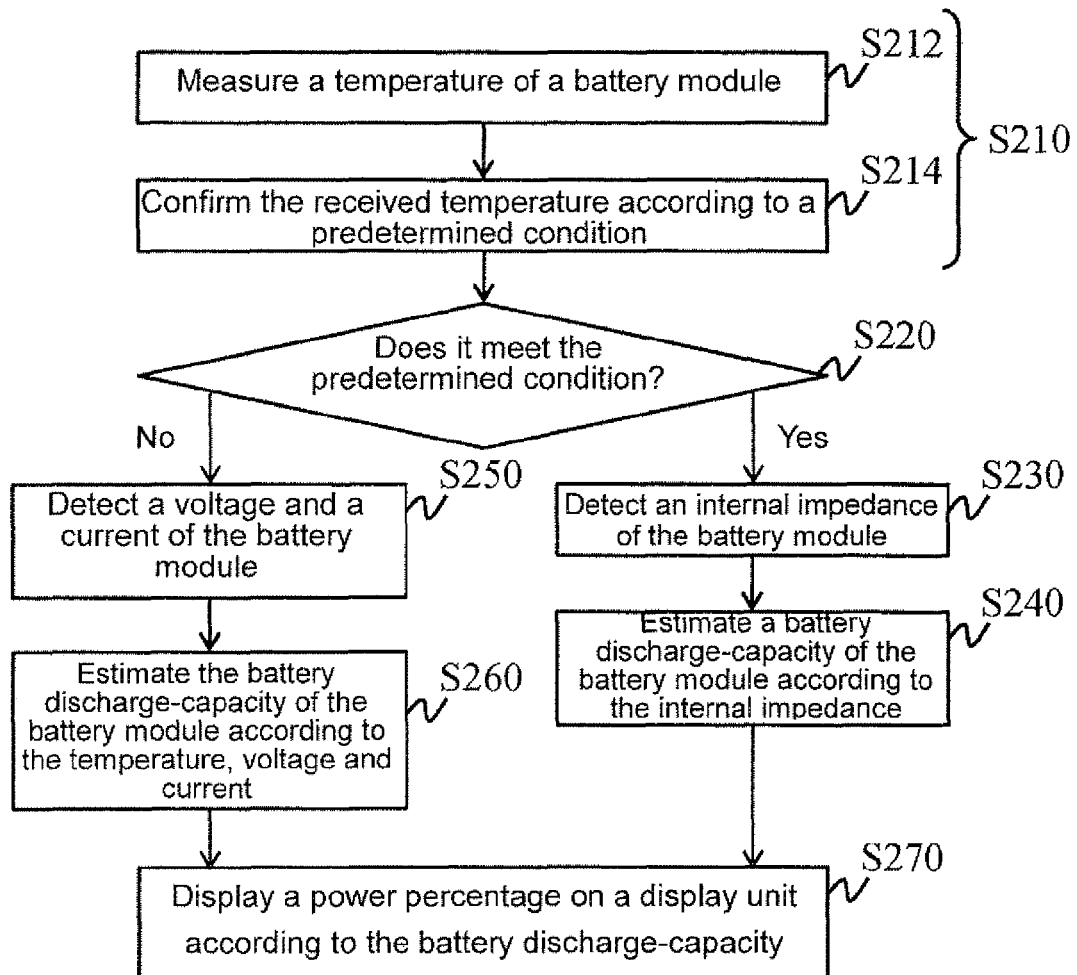 S212
Measure a temperature of a battery module
S210
S214
Confirm the received temperature according to a
predetermined condition
S220
Does it meet the
predetermined condition?
No
Yes
S250
Detect a voltage and a
current of the battery
module
S230
Detect an internal impedance
of the battery module
S260
Estimate the battery
discharge-capacity of the
battery module according to
the temperature, voltage and
current
S240
Estimate a battery
discharge-capacity of the
battery module according to
the internal impedance
S270
Display a power percentage on a display unit
according to the battery discharge-capacity